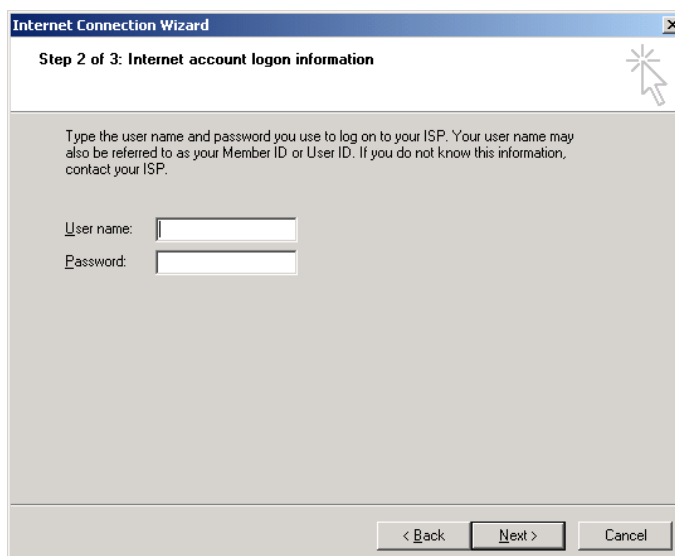 Internet Connection Wizard
Step 2 of 3: Internet account logon information
Type the user name and password you use to log on to your ISP. Your user name may
also be referred to as your Member ID or User ID. If you do not know this information,
contact your ISP.
User name:
Password:
< Back Next > Cancel